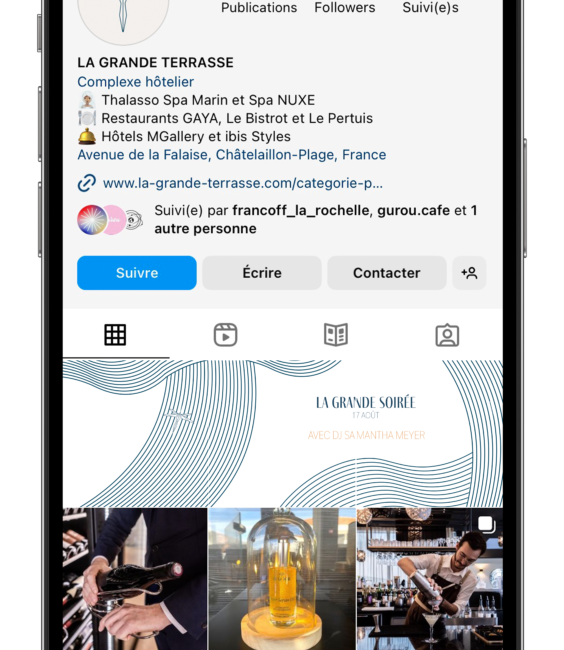 Publications Followers Suivi(e)s
LA GRANDE TERRASSE
Complexe hôtelier
Thalasso Spa Marin et Spa NUXE
Restaurants GAYA, Le Bistrot et Le Pertuis
Hôtels MGallery et ibis Styles
Avenue de la Falaise, Châtelaillon-Plage, France
www.la-grande-terrasse.com/categorie-p...
Suivi(e) par francoff_la_rochelle, gurou.cafe et 1
autre personne
Suivre Écrire Contacter
LA GRANDE SOIRÉE
17 AOÛT
AVEC DJ SAMANTHA MEYER